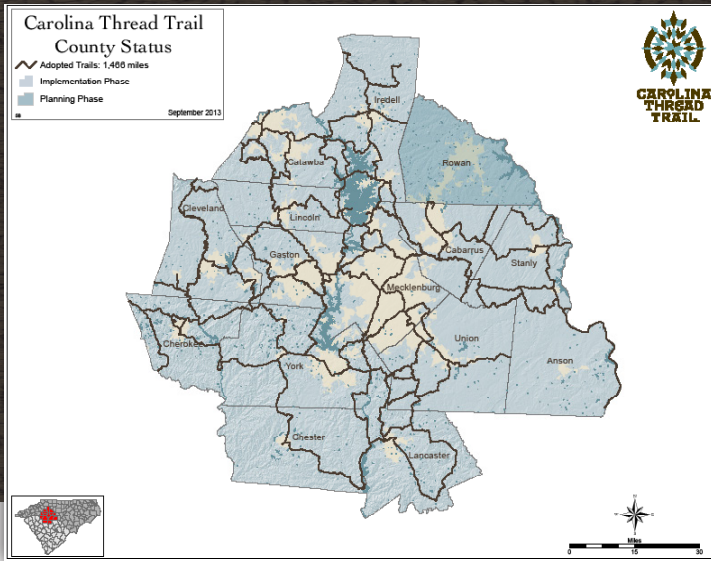 Carolina Thread Trail
County Status
Adopted Trails: 1,466 miles
Implementation Phase
Planning Phase
September 2013
CAROLINA
THREAD
TRAIL
Iredell
Rowan
Catawba
Cleveland
Lincoln
Cabarrus
Gaston
Stanly
Mecklenburg
Cherokee
Union
York
Anson
Chester
Lancaster
N
W
E
S
Miles
0 15 30